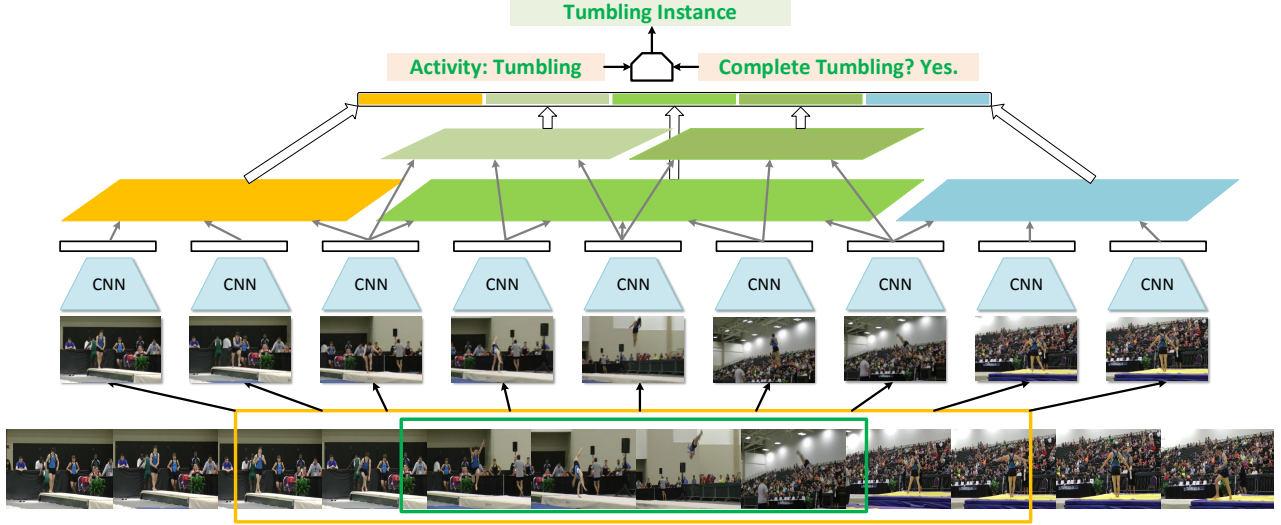 Tumbling Instance
Activity: Tumbling
Complete Tumbling? Yes.
CNN
CNN
CNN
CNN
CNN
CNN
CNN
CNN
CNN